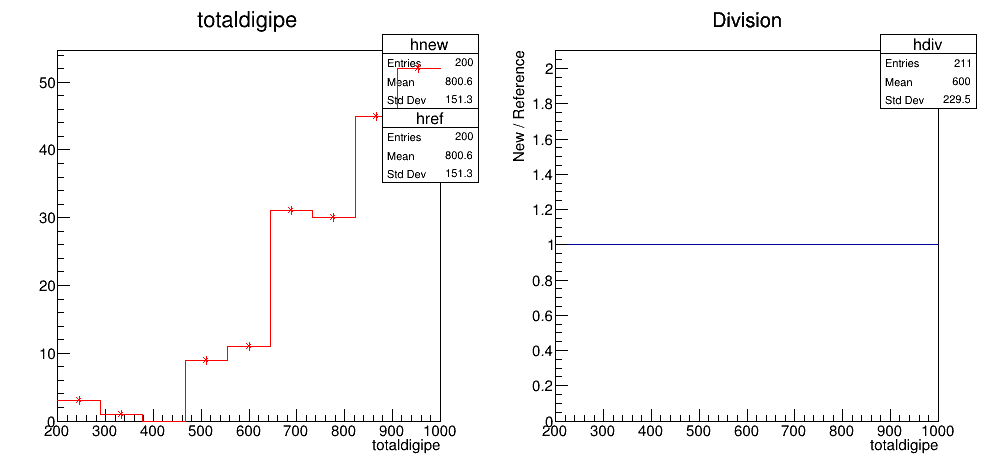 totaldigipe
hnew
Entries 200
Mean 800.6
Std Dev 151.3
href
Entries 200
Mean 800.6
Std Dev 151.3
50
40
30
20
10
0
200 300 400 500 600 700 800 900 1000
totaldigipe
Division
hdiv
Entries 211
Mean 600
Std Dev 229.5
New / Reference
2
1.8
1.6
1.4
1.2
1
0.8
0.6
0.4
0.2
0
200 300 400 500 600 700 800 900 1000
totaldigipe